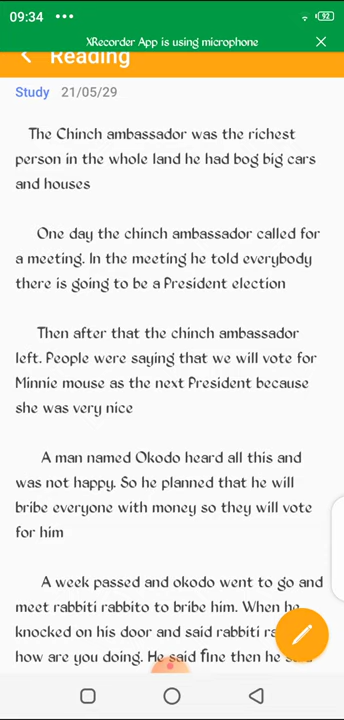 09:34
92
XRecorder App is using microphone
Reading
Study 21/05/29
The Chinch ambassador was the richest
person in the whole land he had bog big cars
and houses
One day the chinch ambassador called for
a meeting. In the meeting he told everybody
there is going to be a President election
Then after that the chinch ambassador
left. People were saying that we will vote for
Minnie mouse as the next President because
she was very nice
A man named Okodo heard all this and
was not happy. So he planned that he will
bribe everyone with money so they will vote
for him
A week passed and okodo went to go and
meet rabbiti rabbito to bribe him. When he
knocked on his door and said rabbiti
how are you doing. He said fine then he